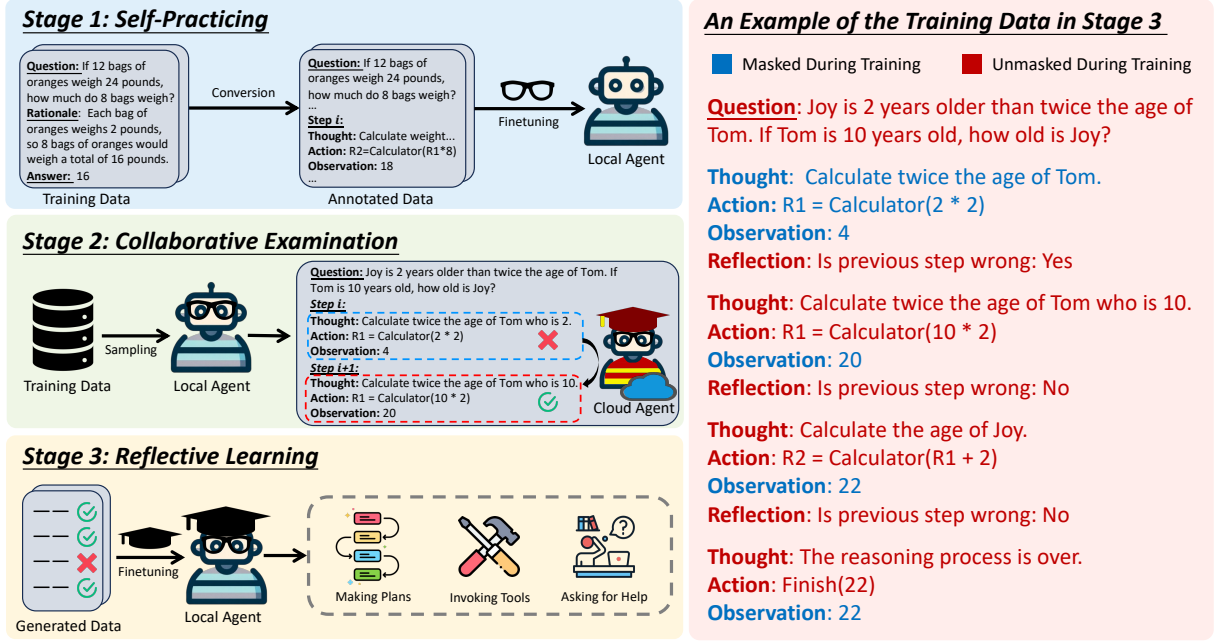 Stage 1: Self-Practicing
Question: If 12 bags of
oranges weigh 24 pounds,
how much do 8 bags weigh?
Rationale: Each bag of
oranges weighs 2 pounds,
so 8 bags of oranges would
weigh a total of 16 pounds.
Answer: 16
Training Data
Conversion
Question: If 12 bags of
oranges weigh 24 pounds,
how much do 8 bags weigh?
...
Step i:
Thought: Calculate weight...
Action: R2=Calculator(R1*8)
Observation: 18
...
Annotated Data
Finetuning
Local Agent
Stage 2: Collaborative Examination
Training Data
Sampling
Local Agent
Question: Joy is 2 years older than twice the age of Tom. If
Tom is 10 years old, how old is Joy?
Step i:
Thought: Calculate twice the age of Tom who is 2.
Action: R1 = Calculator(2 * 2)
Observation: 4
Step i+1:
Thought: Calculate twice the age of Tom who is 10.
Action: R1 = Calculator(10 * 2)
Observation: 20
Cloud Agent
Stage 3: Reflective Learning
Generated Data
Finetuning
Local Agent
Making Plans
Invoking Tools
Asking for Help
An Example of the Training Data in Stage 3
Masked During Training
Unmasked During Training
Question: Joy is 2 years older than twice the age of
Tom. If Tom is 10 years old, how old is Joy?
Thought: Calculate twice the age of Tom.
Action: R1 = Calculator(2 * 2)
Observation: 4
Reflection: Is previous step wrong: Yes
Thought: Calculate twice the age of Tom who is 10.
Action: R1 = Calculator(10 * 2)
Observation: 20
Reflection: Is previous step wrong: No
Thought: Calculate the age of Joy.
Action: R2 = Calculator(R1 + 2)
Observation: 22
Reflection: Is previous step wrong: No
Thought: The reasoning process is over.
Action: Finish(22)
Observation: 22